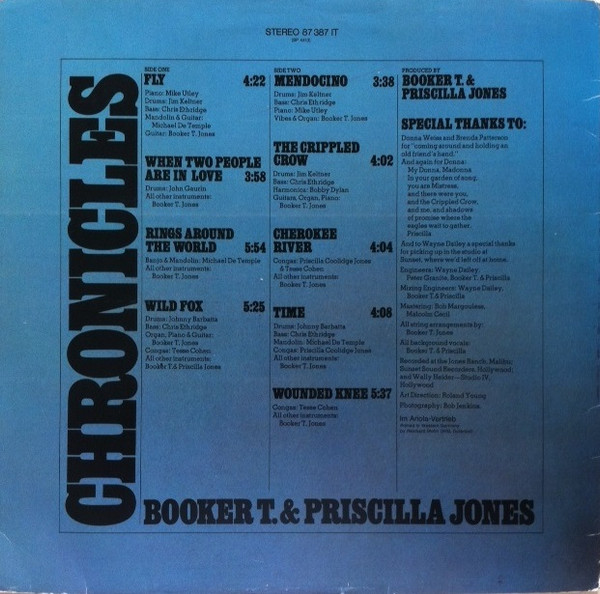 STEREO 87 387 IT
CHRONICLES
SIDE ONE
FLY 4:22
Piano: Mike Utley
Drums: Jim Keltner
Bass: Chris Ethridge
Mandolin & Guitar:
Michael De Temple
Guitar: Booker T. Jones
WHEN TWO PEOPLE
ARE IN LOVE 3:58
Drums: John Gaurin
All other instruments:
Booker T. Jones
RINGS AROUND
THE WORLD 5:54
Banjo & Mandolin: Michael De Temple
All other instruments:
Booker T. Jones
WILD FOX 5:25
Drums: Johnny Barbatta
Bass: Chris Ethridge
Organ, Piano & Guitar:
Booker T. Jones
Congas: Tesse Cohen
All other instruments:
Booker T. & Priscilla Jones
SIDE TWO
MENDOCINO 3:38
Drums: Jim Keltner
Bass: Chris Ethridge
Piano: Mike Utley
Vibes & Organ: Booker T. Jones
THE CRIPPLED
CROW 4:02
Drums: Jim Keltner
Bass: Chris Ethridge
Harmonica: Bobby Dylan
Guitars, Organ, Piano:
Booker T. Jones
CHEROKEE
RIVER 4:04
Congas: Priscilla Coolidge Jones
& Tesse Cohen
All other instruments:
Booker T. Jones
TIME 4:08
Drums: Johnny Barbatta
Bass: Chris Ethridge
Mandolin: Michael De Temple
Congas: Priscilla Coolidge Jones
All other instruments:
Booker T. Jones
WOUNDED KNEE 5:37
Congas: Tesse Cohen
All other instruments:
Booker T. Jones
PRODUCED BY
BOOKER T. &
PRISCILLA JONES
SPECIAL THANKS TO:
Donna Weiss and Brenda Patterson
for "coming around and holding an
old friend's hand."
And again for Donna:
My Donna, Madonna
In your garden of song,
you are Mistress,
and there were you,
and the Crippled Crow,
and me, and shadows
of promise where the
eagles wait to gather.
Priscilla
And to Wayne Dailey a special thanks
for picking up in the studio at
Sunset, where we'd left off at home.
Engineers: Wayne Dailey,
Peter Granite, Booker T. & Priscilla
Mixing Engineers: Wayne Dailey,
Booker T. & Priscilla
Mastering: Bob Margouleas,
Malcolm Cecil
All string arrangements by:
Booker T. Jones
All background vocals:
Booker T. & Priscilla
Recorded at the Jones Ranch, Malibu;
Sunset Sound Recorders, Hollywood;
and Wally Heider—Studio IV,
Hollywood
Art Direction: Roland Young
Photography: Bob Jenkins
Im Ariola-Vertrieb
BOOKER T. & PRISCILLA JONES